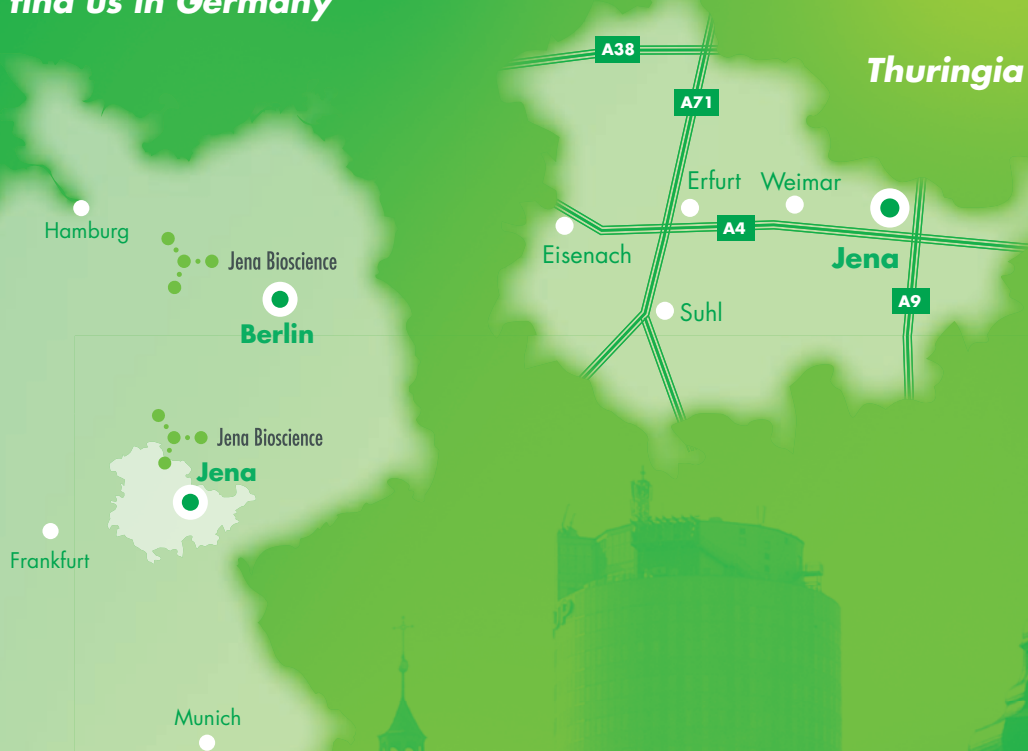 find us in Germany
Hamburg
Jena Bioscience
Berlin
Jena Bioscience
Jena
Frankfurt
Munich
Thuringia
A38
A71
Erfurt
Weimar
A4
Eisenach
Jena
A9
Suhl